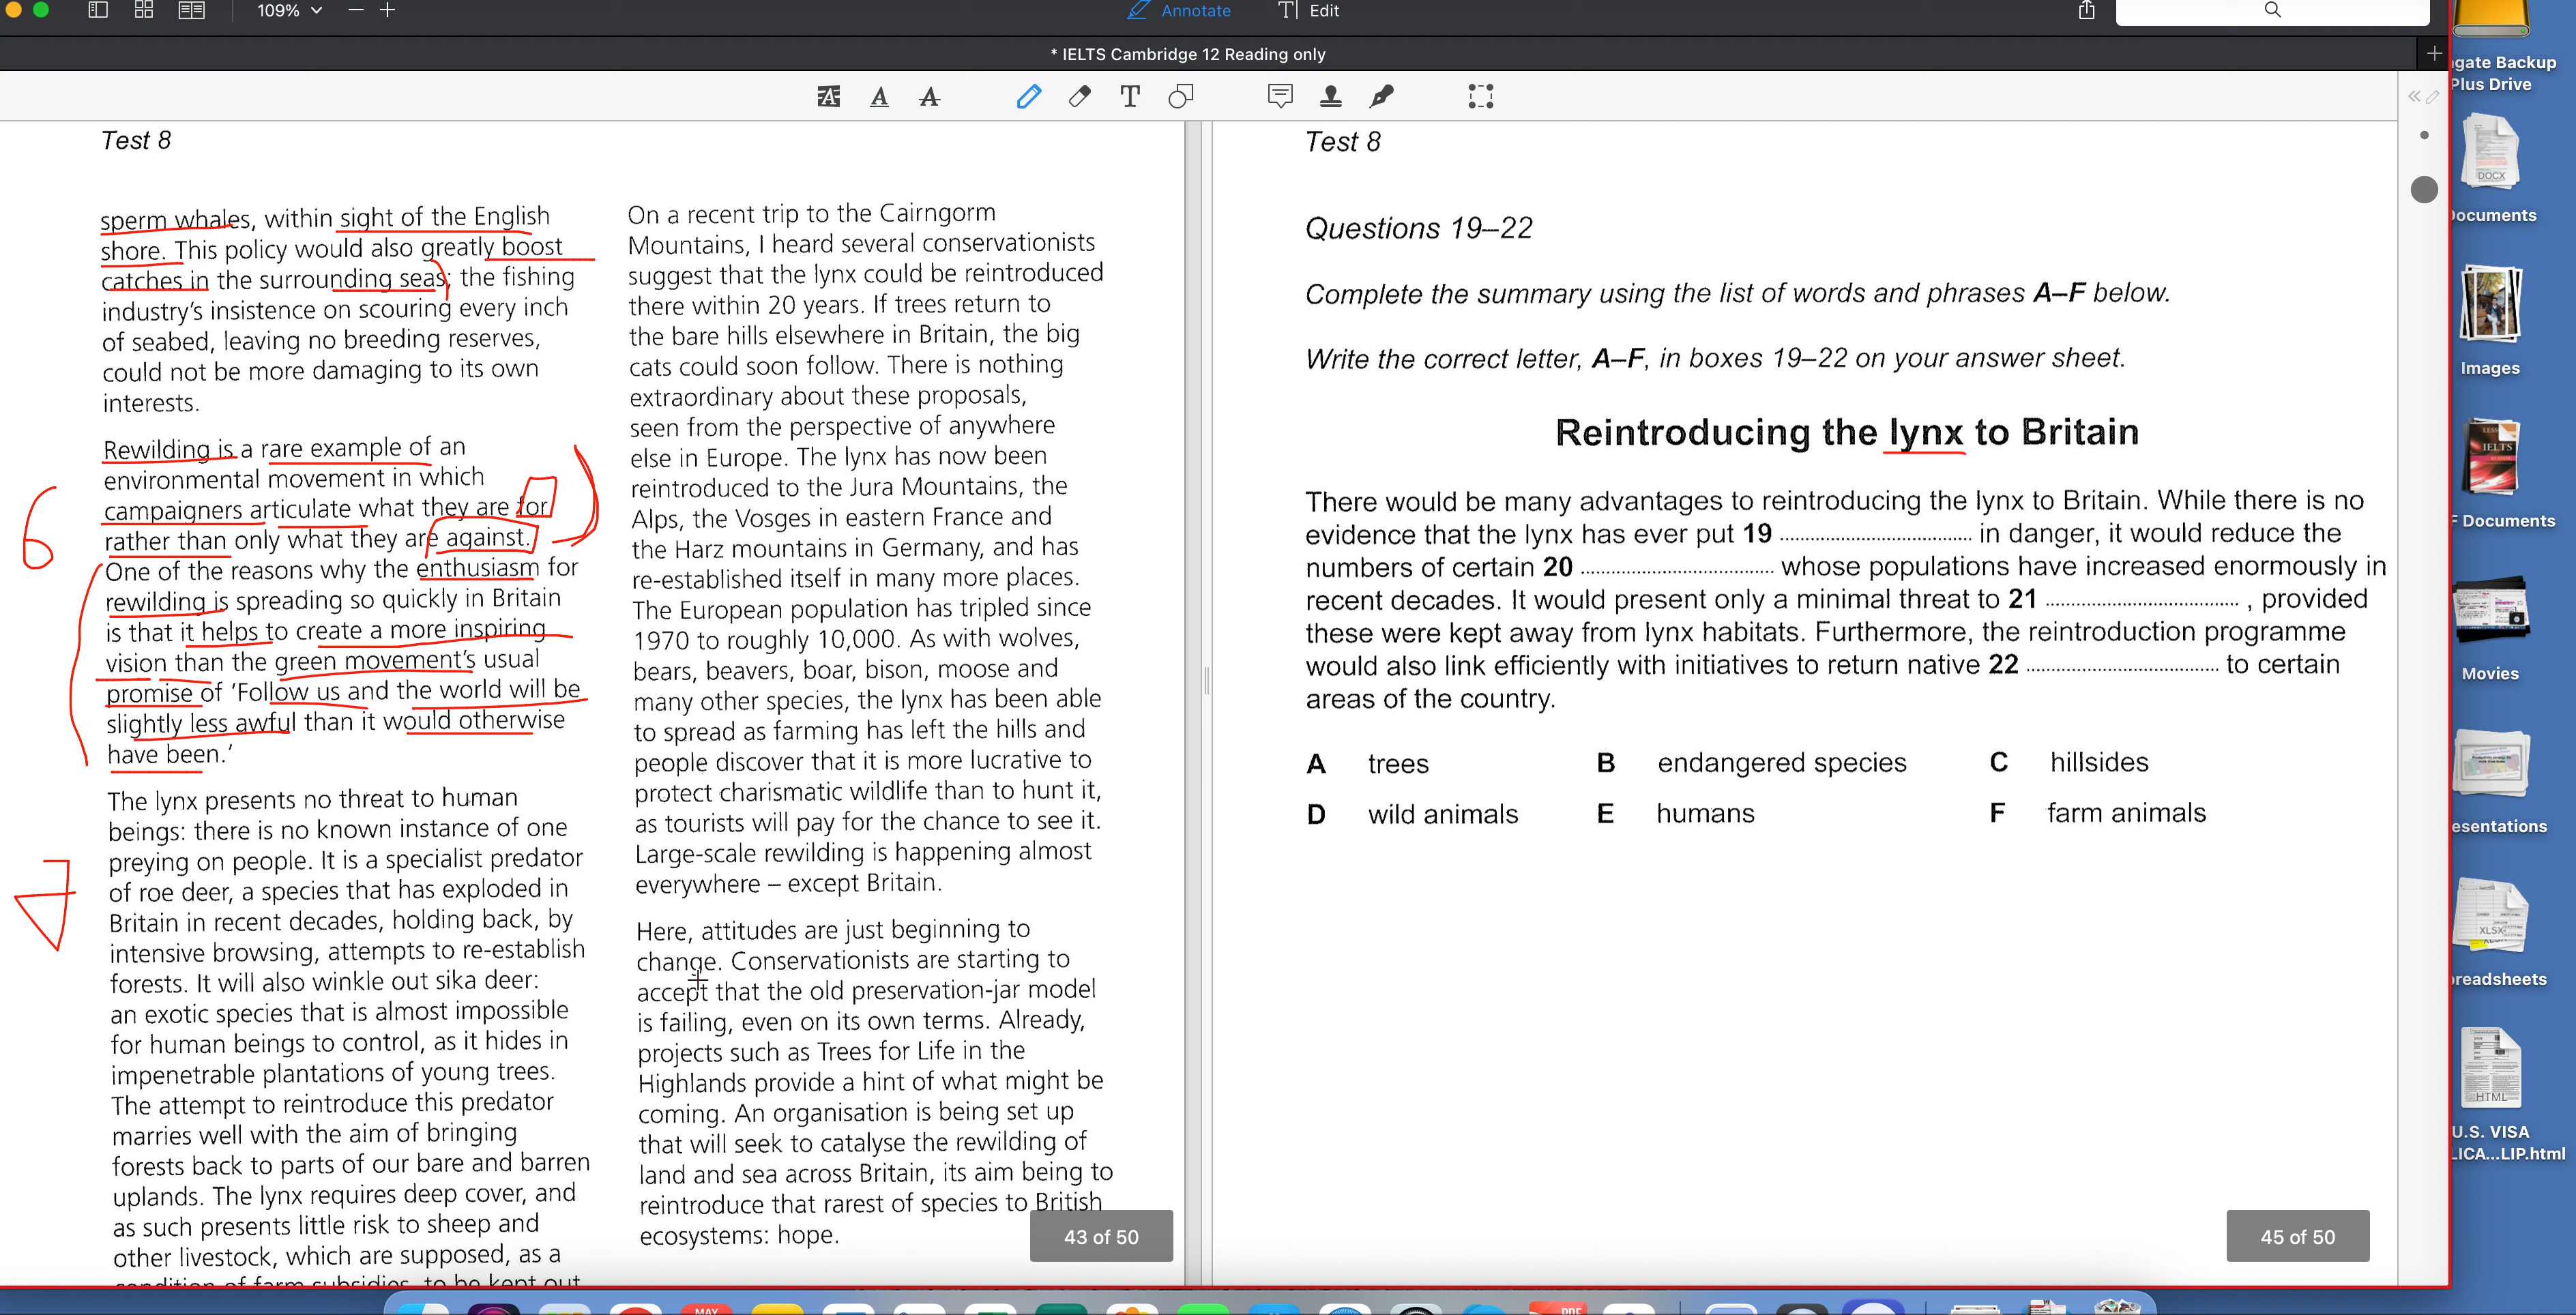 109%
Annotate
Edit
* IELTS Cambridge 12 Reading only
Test 8
sperm whales, within sight of the English
shore. This policy would also greatly boost
catches in the surrounding seas; the fishing
industry's insistence on scouring every inch
of seabed, leaving no breeding reserves,
could not be more damaging to its own
interests.
Rewilding is a rare example of an
environmental movement in which
campaigners articulate what they are for
rather than only what they are against.
One of the reasons why the enthusiasm for
rewilding is spreading so quickly in Britain
is that it helps to create a more inspiring
vision than the green movement's usual
promise of 'Follow us and the world will be
slightly less awful than it would otherwise
have been.'
6
The lynx presents no threat to human
beings: there is no known instance of one
preying on people. It is a specialist predator
of roe deer, a species that has exploded in
Britain in recent decades, holding back, by
intensive browsing, attempts to re-establish
forests. It will also winkle out sika deer:
an exotic species that is almost impossible
for human beings to control, as it hides in
impenetrable plantations of young trees.
The attempt to reintroduce this predator
marries well with the aim of bringing
forests back to parts of our bare and barren
uplands. The lynx requires deep cover, and
as such presents little risk to sheep and
other livestock, which are supposed, as a
condition of farm subsidies, to be kept out
On a recent trip to the Cairngorm
Mountains, I heard several conservationists
suggest that the lynx could be reintroduced
there within 20 years. If trees return to
the bare hills elsewhere in Britain, the big
cats could soon follow. There is nothing
extraordinary about these proposals,
seen from the perspective of anywhere
else in Europe. The lynx has now been
reintroduced to the Jura Mountains, the
Alps, the Vosges in eastern France and
the Harz mountains in Germany, and has
re-established itself in many more places.
The European population has tripled since
1970 to roughly 10,000. As with wolves,
bears, beavers, boar, bison, moose and
many other species, the lynx has been able
to spread as farming has left the hills and
people discover that it is more lucrative to
protect charismatic wildlife than to hunt it,
as tourists will pay for the chance to see it.
Large-scale rewilding is happening almost
everywhere – except Britain.
Here, attitudes are just beginning to
change. Conservationists are starting to
accept that the old preservation-jar model
is failing, even on its own terms. Already,
projects such as Trees for Life in the
Highlands provide a hint of what might be
coming. An organisation is being set up
that will seek to catalyse the rewilding of
land and sea across Britain, its aim being to
reintroduce that rarest of species to British
ecosystems: hope.
43 of 50
Test 8
Questions 19–22
Complete the summary using the list of words and phrases A–F below.
Write the correct letter, A–F, in boxes 19–22 on your answer sheet.
Reintroducing the lynx to Britain
There would be many advantages to reintroducing the lynx to Britain. While there is no
evidence that the lynx has ever put 19 .................................. in danger, it would reduce the
numbers of certain 20 .................................. whose populations have increased enormously in
recent decades. It would present only a minimal threat to 21 .................................. , provided
these were kept away from lynx habitats. Furthermore, the reintroduction programme
would also link efficiently with initiatives to return native 22 .................................. to certain
areas of the country.
A trees B endangered species C hillsides
D wild animals E humans F farm animals
45 of 50
gate Backup
Plus Drive
DOCX
ocuments
Images
IELTS
F Documents
Movies
esentations
XLSX
readsheets
HTML
U.S. VISA
LICA...LIP.html
MAY
PDF